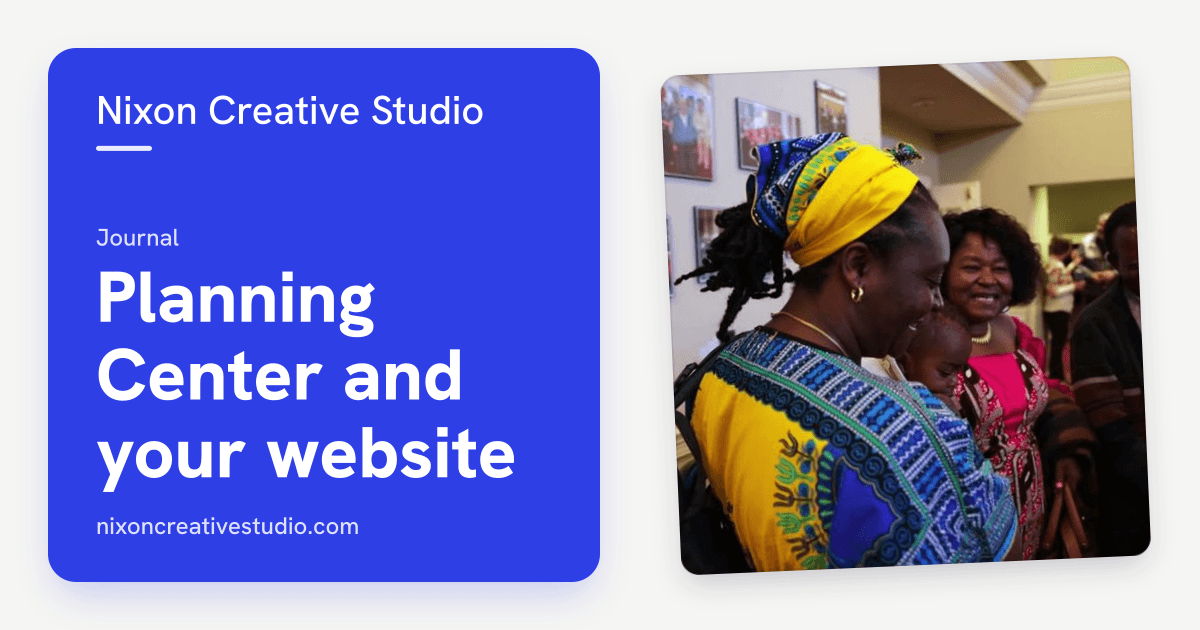 Nixon Creative Studio
Journal
Planning
Center and
your website
nixoncreativestudio.com